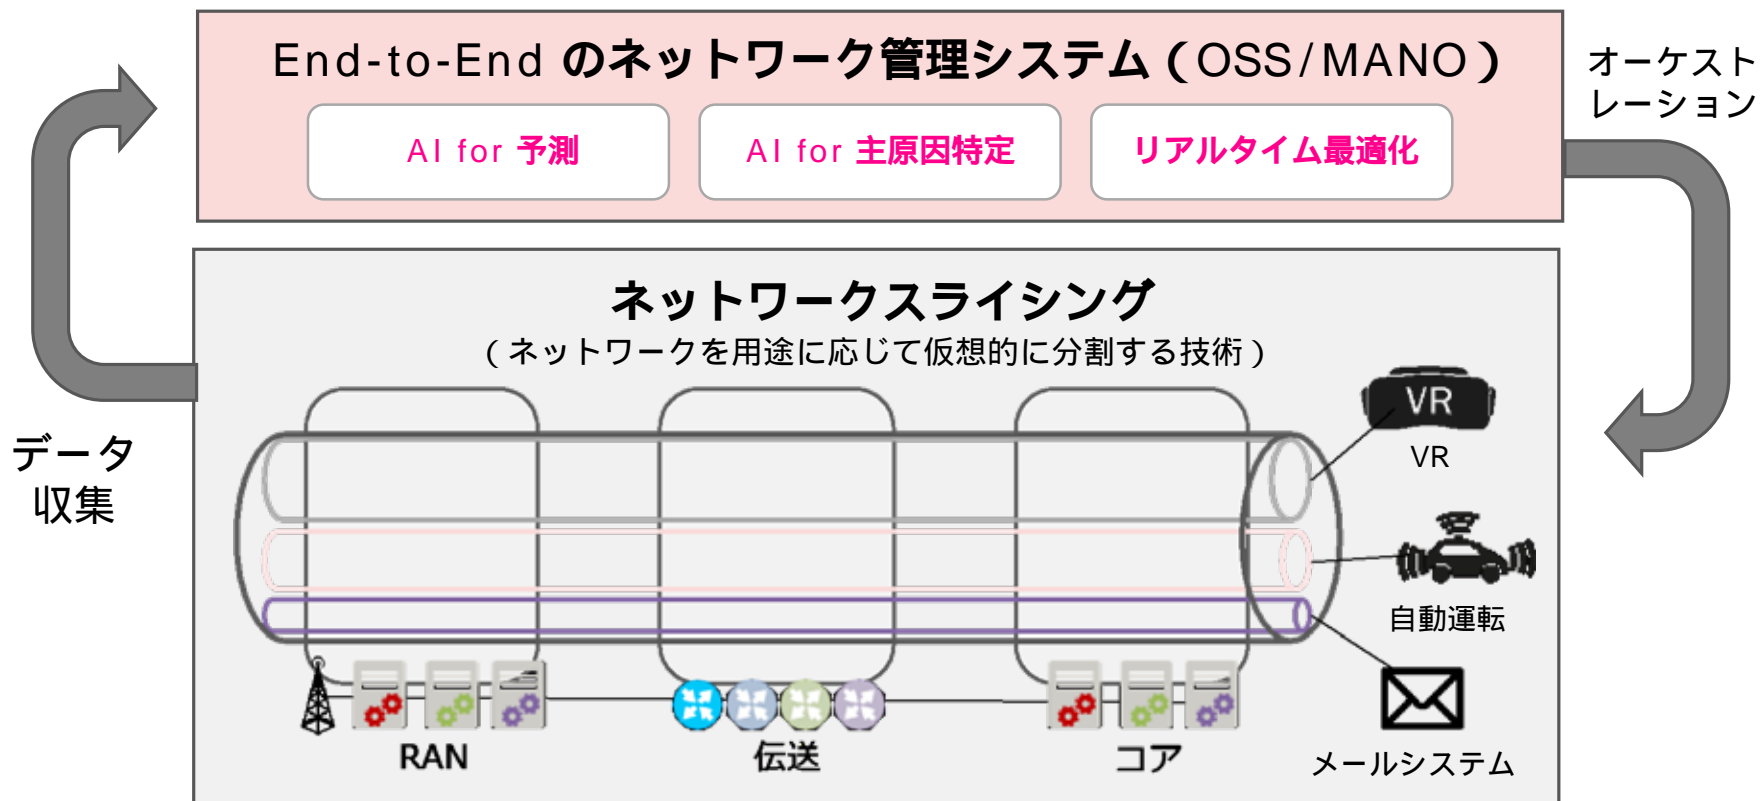 End-to-End のネットワーク管理システム（OSS/MANO）
オーケスト
レーション
AI for 予測
AI for 主原因特定
リアルタイム最適化
ネットワークスライシング
（ネットワークを用途に応じて仮想的に分割する技術）
VR
VR
データ
収集
自動運転
RAN
伝送
コア
メールシステム